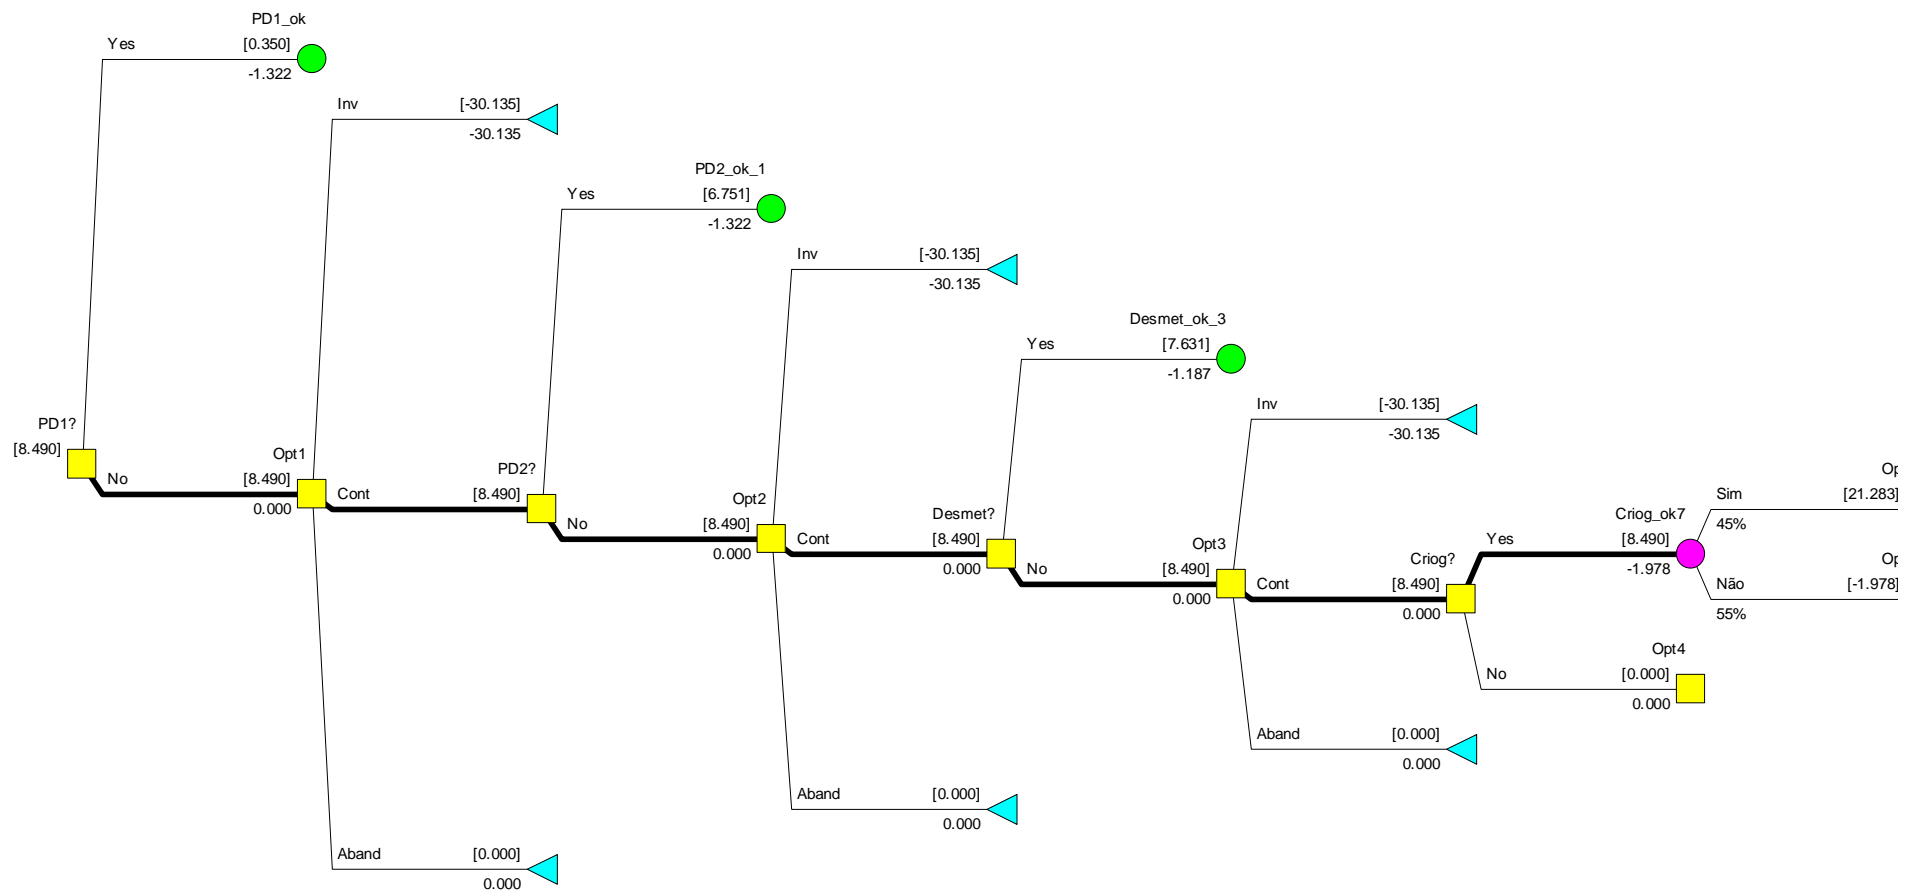 PD1_ok
Yes
[0.350]
-1.322
Inv
[-30.135]
-30.135
PD2_ok_1
Yes
[6.751]
-1.322
Inv
[-30.135]
-30.135
Desmet_ok_3
Yes
[7.631]
-1.187
Inv
[-30.135]
-30.135
PD1?
[8.490]
No
Opt1
[8.490]
0.000
Cont
PD2?
[8.490]
No
Opt2
[8.490]
0.000
Cont
Desmet?
[8.490]
0.000
No
Opt3
[8.490]
0.000
Cont
Criog?
[8.490]
0.000
Yes
Criog_ok7
[8.490]
-1.978
Op
Sim
[21.283]
45%
Op
Não
[-1.978]
55%
Opt4
No
[0.000]
0.000
Aband
[0.000]
0.000
Aband
[0.000]
0.000
Aband
[0.000]
0.000